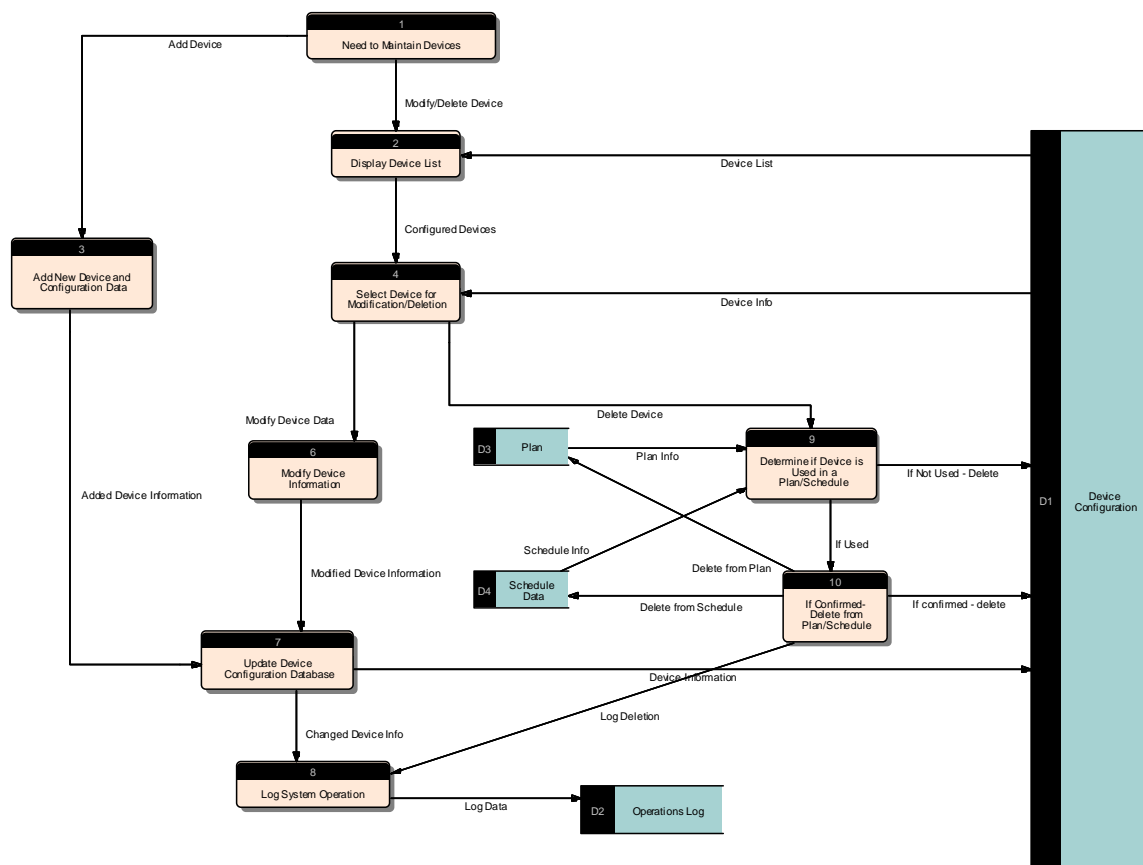 1
Need to Maintain Devices
Add Device
Modify/Delete Device
2
Display Device List
Device List
Configured Devices
3
Add New Device and
Configuration Data
4
Select Device for
Modification/Deletion
Device Info
Delete Device
Modify Device Data
D3
Plan
Plan Info
9
Determine if Device is
Used in a
Plan/Schedule
If Not Used - Delete
6
Modify Device
Information
Added Device Information
D1
Device
Configuration
Schedule Info
If Used
Modified Device Information
D4
Schedule
Data
Delete from Plan
10
If Confirmed-
Delete from
Plan/Schedule
Delete from Schedule
If confirmed - delete
7
Update Device
Configuration Database
Device Information
Log Deletion
Changed Device Info
8
Log System Operation
Log Data
D2
Operations Log